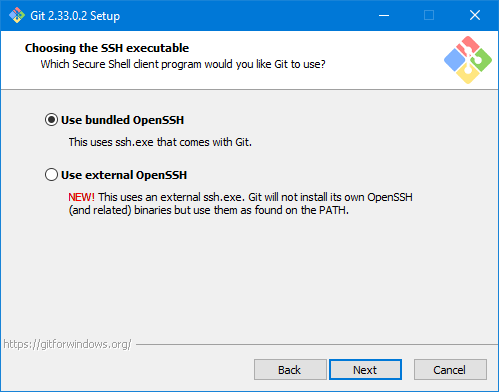 Git 2.33.0.2 Setup
Choosing the SSH executable
Which Secure Shell client program would you like Git to use?
Use bundled OpenSSH
This uses ssh.exe that comes with Git.
Use external OpenSSH
NEW! This uses an external ssh.exe. Git will not install its own OpenSSH
(and related) binaries but use them as found on the PATH.
https://gitforwindows.org/
Back Next Cancel